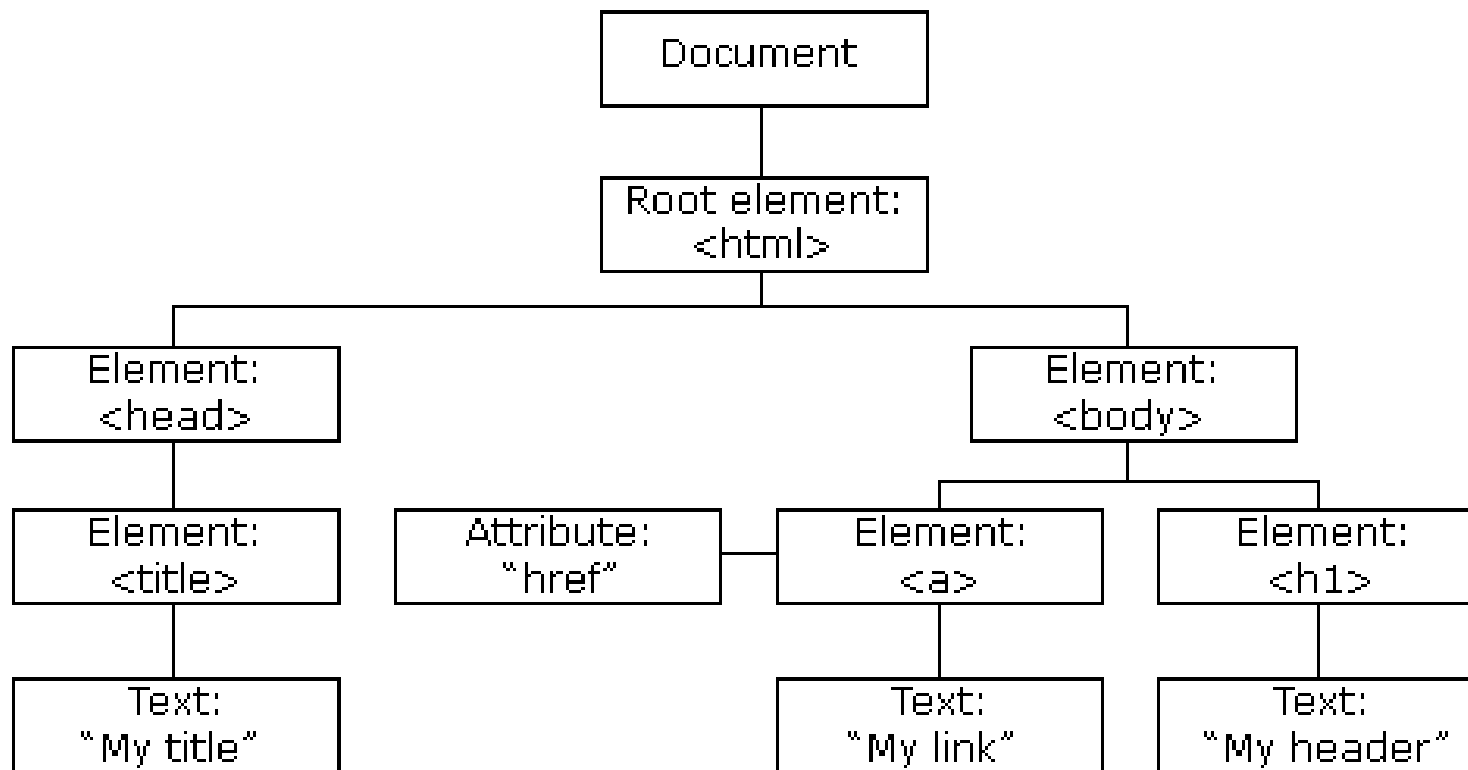 Document
Root element:
<html>
Element:
<head>
Element:
<body>
Element:
<title>
Attribute:
"href"
Element:
<a>
Element:
<h1>
Text:
"My title"
Text:
"My link"
Text:
"My header"